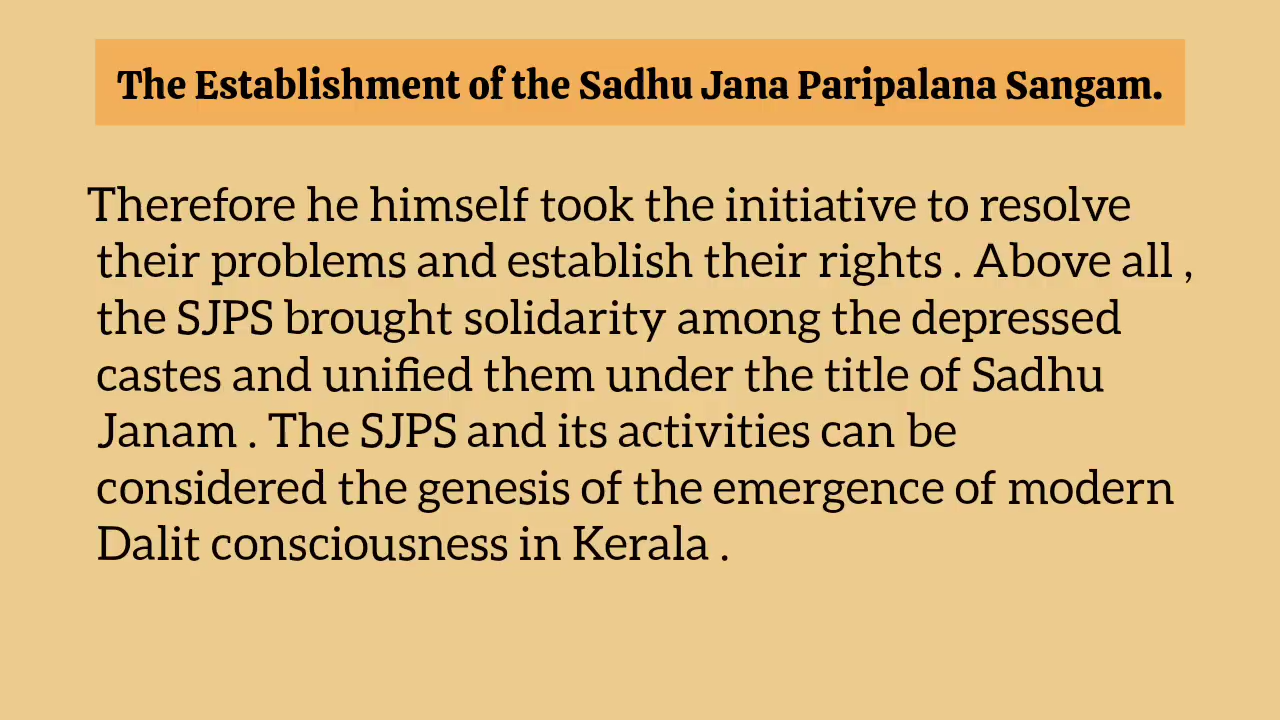 The Establishment of the Sadhu Jana Paripalana Sangam.
Therefore he himself took the initiative to resolve
their problems and establish their rights . Above all ,
the SJPS brought solidarity among the depressed
castes and unified them under the title of Sadhu
Janam . The SJPS and its activities can be
considered the genesis of the emergence of modern
Dalit consciousness in Kerala .